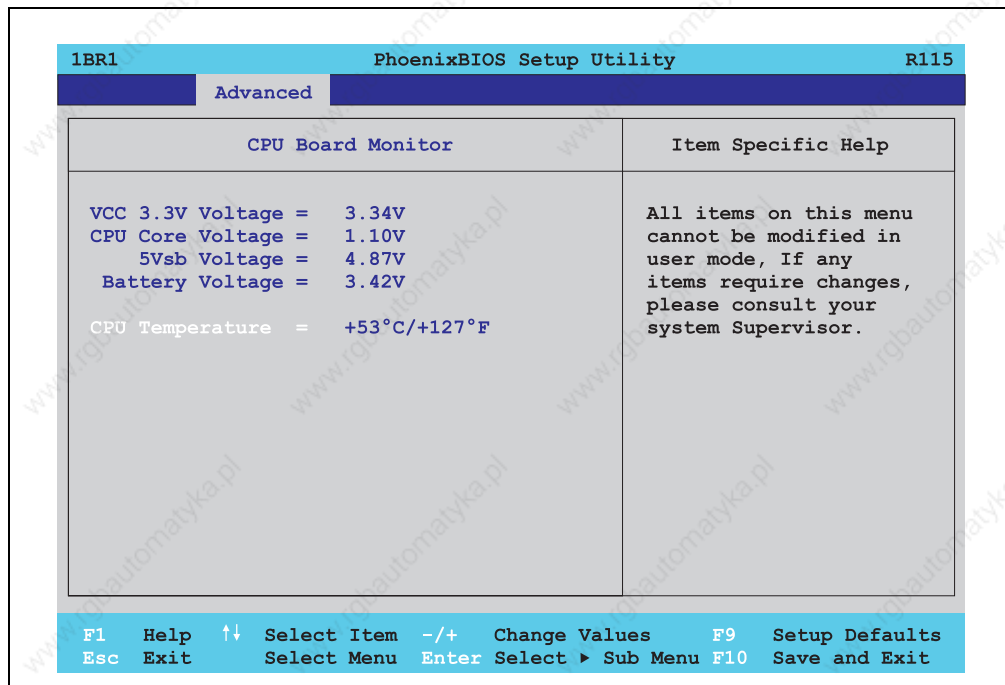 1BR1 PhoenixBIOS Setup Utility R115
Advanced
CPU Board Monitor
VCC 3.3V Voltage = 3.34V
CPU Core Voltage = 1.10V
5Vsb Voltage = 4.87V
Battery Voltage = 3.42V
CPU Temperature = +53°C/+127°F
Item Specific Help
All items on this menu
cannot be modified in
user mode, If any
items require changes,
please consult your
system Supervisor.
F1 Help ↑↓ Select Item -/+ Change Values F9 Setup Defaults
Esc Exit Select Menu Enter Select ▶ Sub Menu F10 Save and Exit
www.rgbautomatyka.pl